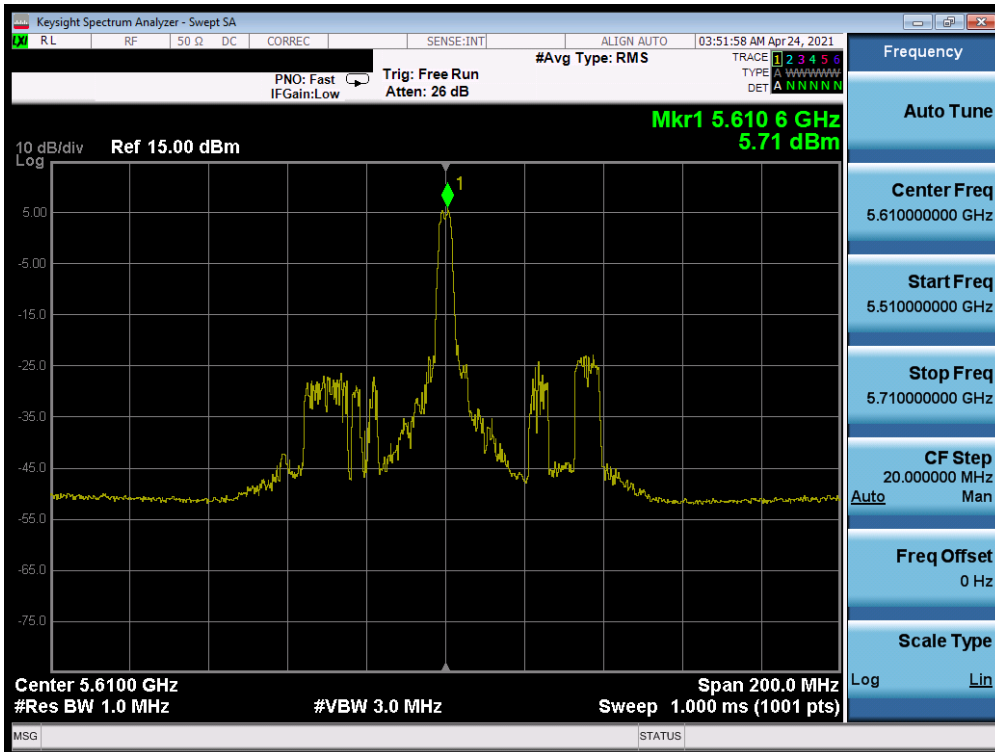 Keysight Spectrum Analyzer - Swept SA
LXI RL RF 50 Ω DC CORREC SENSE:INT ALIGN AUTO 03:51:58 AM Apr 24, 2021
#Avg Type: RMS
TRACE 1 2 3 4 5 6
TYPE A WWWWW
DET A N N N N N
PNO: Fast
IFGain:Low
Trig: Free Run
Atten: 26 dB
Mkr1 5.610 6 GHz
5.71 dBm
10 dB/div Ref 15.00 dBm
Log
1
5.00
-5.00
-15.0
-25.0
-35.0
-45.0
-55.0
-65.0
-75.0
Center 5.6100 GHz Span 200.0 MHz
#Res BW 1.0 MHz #VBW 3.0 MHz Sweep 1.000 ms (1001 pts)
MSG STATUS
Frequency
Auto Tune
Center Freq
5.610000000 GHz
Start Freq
5.510000000 GHz
Stop Freq
5.710000000 GHz
CF Step
20.000000 MHz
Auto Man
Freq Offset
0 Hz
Scale Type
Log Lin